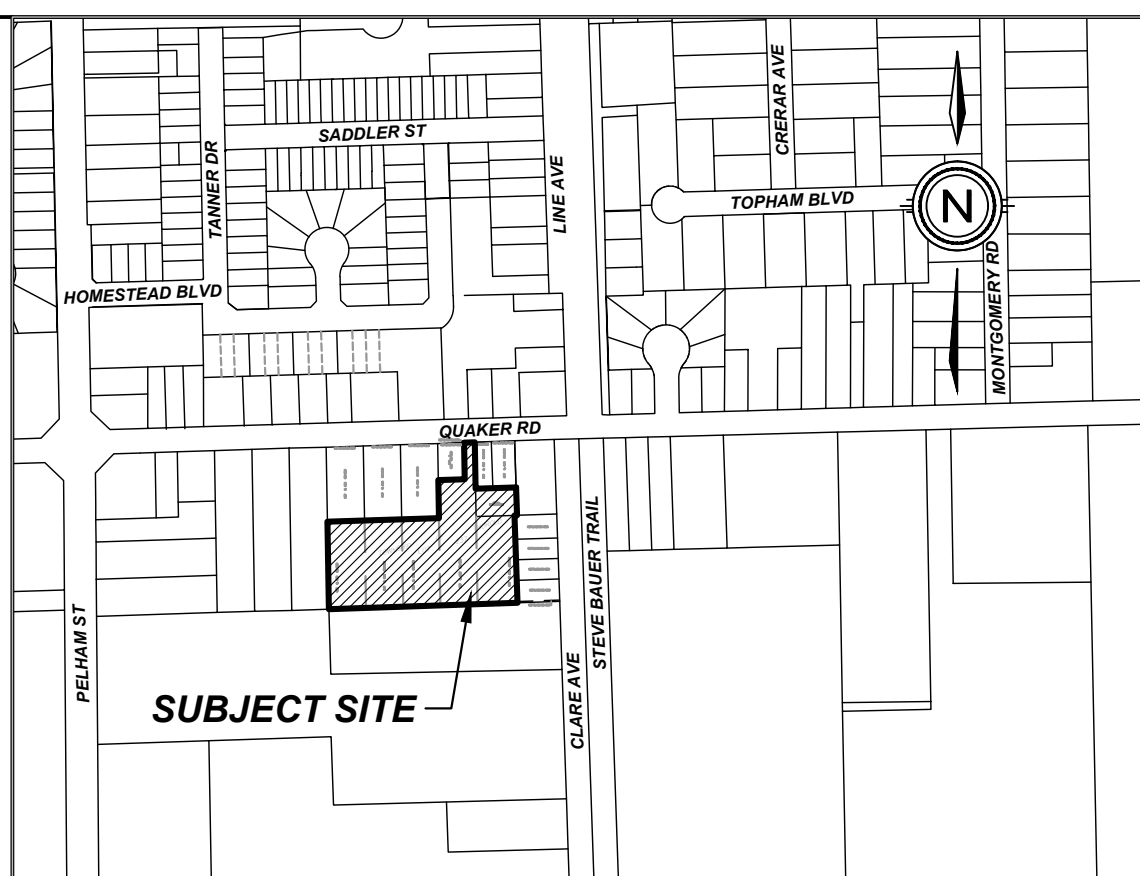 CRERAR AVE
SADDLER ST
TANNER DR
LINE AVE
TOPHAM BLVD
N
MONTGOMERY RD
HOMESTEAD BLVD
QUAKER RD
STEVE BAUER TRAIL
PELHAM ST
CLARE AVE
SUBJECT SITE